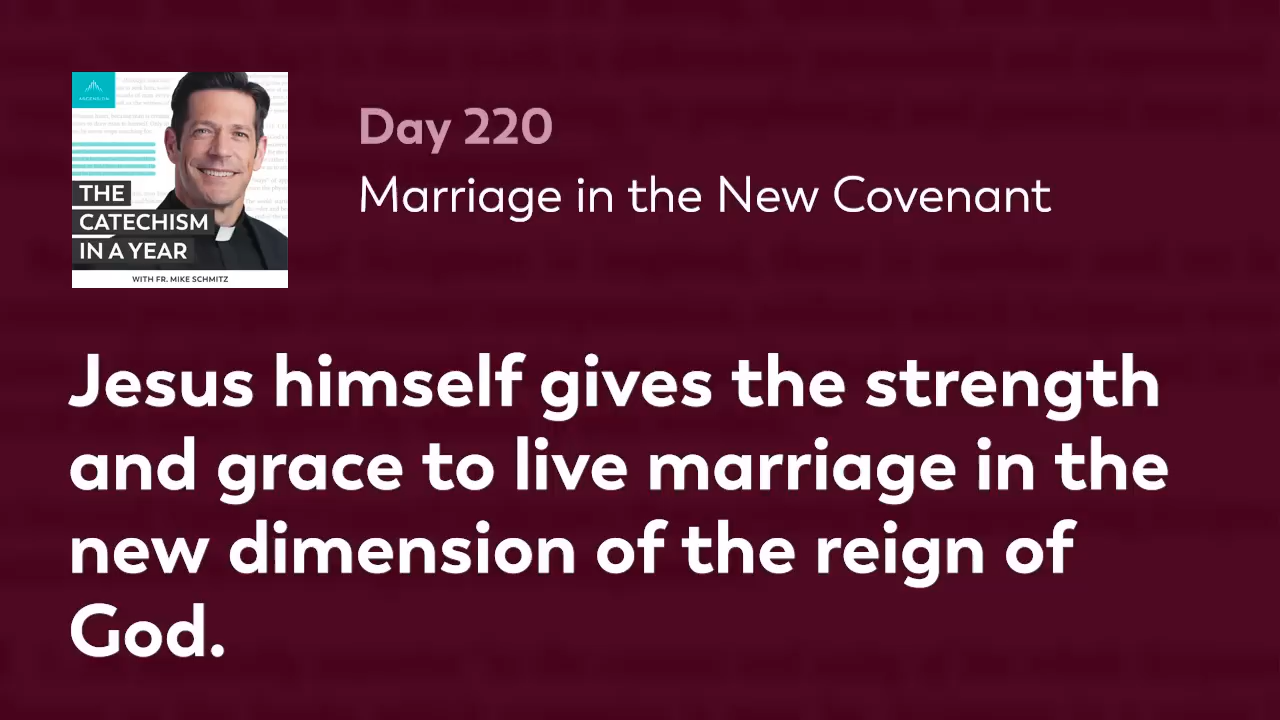 ASCENSION
THE
CATECHISM
IN A YEAR
WITH FR. MIKE SCHMITZ
Day 220
Marriage in the New Covenant
Jesus himself gives the strength
and grace to live marriage in the
new dimension of the reign of
God.